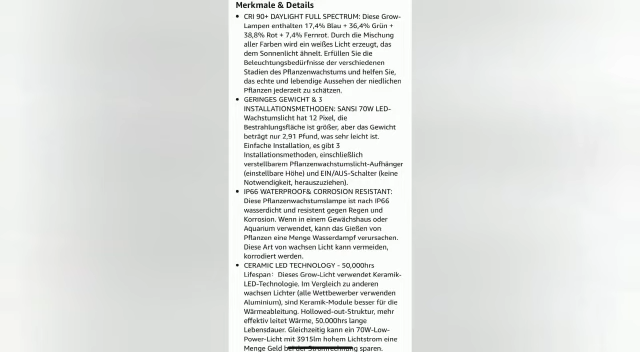 Merkmale & Details
• CRI 90+ DAYLIGHT FULL SPECTRUM: Diese Grow-
Lampen enthalten 17,4% Blau + 36,4% Grün +
38,8% Rot + 7,4% Fernrot. Durch die Mischung
aller Farben wird ein weißes Licht erzeugt, das
dem Sonnenlicht ähnelt. Erfüllen Sie die
Beleuchtungsbedürfnisse der verschiedenen
Stadien des Pflanzenwachstums und helfen Sie,
das echte und lebendige Aussehen der niedlichen
Pflanzen jederzeit zu schätzen.
• GERINGES GEWICHT & 3
INSTALLATIONSMETHODEN: SANSI 70W LED-
Wachstumslicht hat 12 Pixel, die
Bestrahlungsfläche ist größer, aber das Gewicht
beträgt nur 2,91 Pfund, was sehr leicht ist.
Einfache Installation, es gibt 3
Installationsmethoden, einschließlich
verstellbarem Pflanzenwachstumslicht-Aufhänger
(einstellbare Höhe) und EIN/AUS-Schalter (keine
Notwendigkeit, herauszuziehen).
• IP66 WATERPROOF& CORROSION RESISTANT:
Diese Pflanzenwachstumslampe ist nach IP66
wasserdicht und resistent gegen Regen und
Korrosion. Wenn in einem Gewächshaus oder
Aquarium verwendet, kann das Gießen von
Pflanzen eine Menge Wasserdampf verursachen.
Diese Art von wachsen Licht kann vermeiden,
korrodiert werden.
• CERAMIC LED TECHNOLOGY - 50,000hrs
Lifespan: Dieses Grow-Licht verwendet Keramik-
LED-Technologie. Im Vergleich zu anderen
wachsen Lichter (alle Wettbewerber verwenden
Aluminium), sind Keramik-Module besser für die
Wärmeableitung. Hollowed-out-Struktur, mehr
effektiv leitet Wärme, 50.000hrs lange
Lebensdauer. Gleichzeitig kann ein 70W-Low-
Power-Licht mit 3915lm hohem Lichtstrom eine
Menge Geld bei der Stromrechnung sparen.